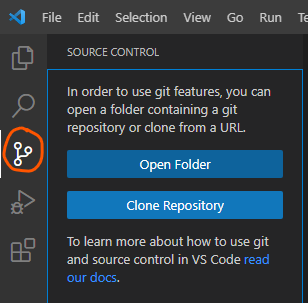 File Edit Selection View Go Run Te
SOURCE CONTROL
In order to use git features, you can
open a folder containing a git
repository or clone from a URL.
Open Folder
Clone Repository
To learn more about how to use git
and source control in VS Code read
our docs.